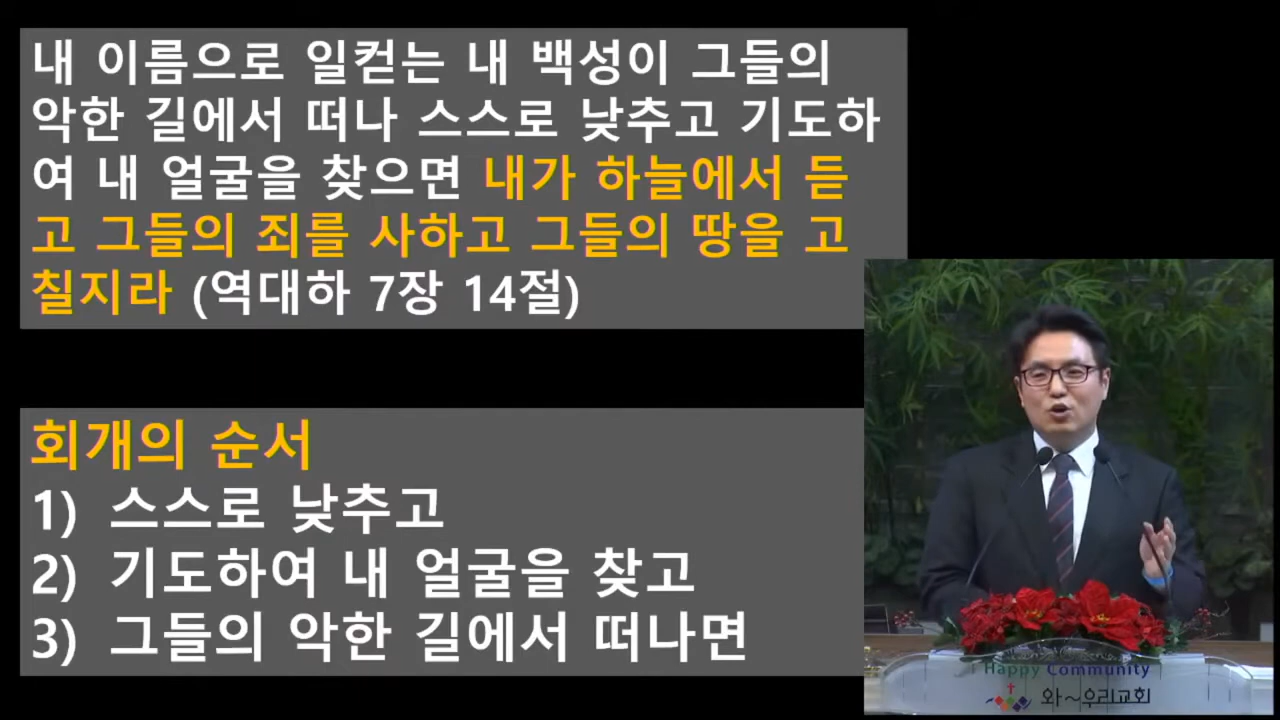 내 이름으로 일컫는 내 백성이 그들의
악한 길에서 떠나 스스로 낮추고 기도하
여 내 얼굴을 찾으면 내가 하늘에서 듣
고 그들의 죄를 사하고 그들의 땅을 고
칠지라 (역대하 7장 14절)
회개의 순서
1) 스스로 낮추고
2) 기도하여 내 얼굴을 찾고
3) 그들의 악한 길에서 떠나면
Happy Community
와~우리교회